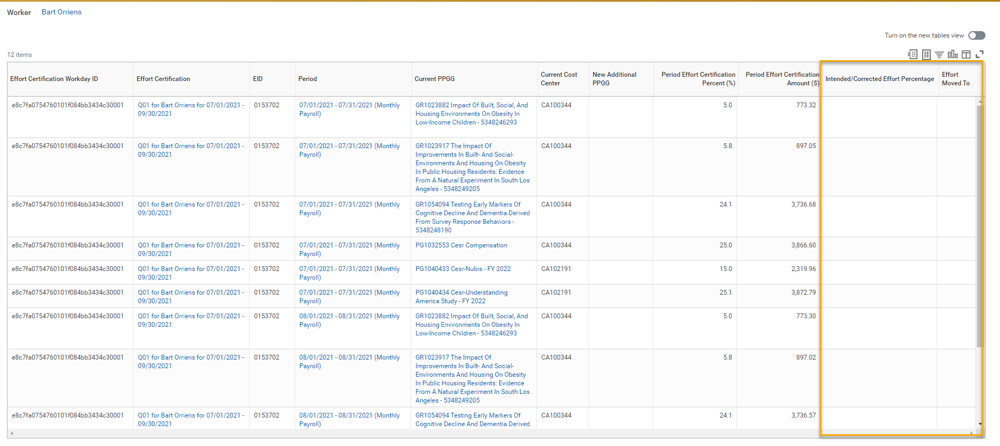 Worker Bart Orriens
Turn on the new tables view
12 items
Effort Certification Workday ID Effort Certification EID Period Current PPGG Current Cost Center New Additional PPGG Period Effort Certification Percent (%) Period Effort Certification Amount ($) Intended/Corrected Effort Percentage Effort Moved To
e8c7fa0754760101f084bb3434c30001 Q01 for Bart Orriens for 07/01/2021 - 0153702 07/01/2021 - 07/31/2021 (Monthly GR1023882 Impact Of Built, Social, And CA100344 5.0 773.32
09/30/2021 Payroll) Housing Environments On Obesity In
Low-Income Children - 5348246293
e8c7fa0754760101f084bb3434c30001 Q01 for Bart Orriens for 07/01/2021 - 0153702 07/01/2021 - 07/31/2021 (Monthly GR1023917 The Impact Of CA100344 5.8 897.05
09/30/2021 Payroll) Improvements In Built- And Social-
Environments And Housing On Obesity
In Public Housing Residents: Evidence
From A Natural Experiment In South Los
Angeles - 5348249205
e8c7fa0754760101f084bb3434c30001 Q01 for Bart Orriens for 07/01/2021 - 0153702 07/01/2021 - 07/31/2021 (Monthly GR1054094 Testing Early Markers Of CA100344 24.1 3,736.68
09/30/2021 Payroll) Cognitive Decline And Dementia Derived
From Survey Response Behaviors -
5348248190
e8c7fa0754760101f084bb3434c30001 Q01 for Bart Orriens for 07/01/2021 - 0153702 07/01/2021 - 07/31/2021 (Monthly PG1032553 Cesr Compensation CA100344 25.0 3,866.60
09/30/2021 Payroll)
e8c7fa0754760101f084bb3434c30001 Q01 for Bart Orriens for 07/01/2021 - 0153702 07/01/2021 - 07/31/2021 (Monthly PG1040433 Cesr-Nubis - FY 2022 CA102191 15.0 2,319.96
09/30/2021 Payroll)
e8c7fa0754760101f084bb3434c30001 Q01 for Bart Orriens for 07/01/2021 - 0153702 07/01/2021 - 07/31/2021 (Monthly PG1040434 Cesr-Understanding CA102191 25.1 3,872.79
09/30/2021 Payroll) America Study - FY 2022
e8c7fa0754760101f084bb3434c30001 Q01 for Bart Orriens for 07/01/2021 - 0153702 08/01/2021 - 08/31/2021 (Monthly GR1023882 Impact Of Built, Social, And CA100344 5.0 773.30
09/30/2021 Payroll) Housing Environments On Obesity In
Low-Income Children - 5348246293
e8c7fa0754760101f084bb3434c30001 Q01 for Bart Orriens for 07/01/2021 - 0153702 08/01/2021 - 08/31/2021 (Monthly GR1023917 The Impact Of CA100344 5.8 897.02
09/30/2021 Payroll) Improvements In Built- And Social-
Environments And Housing On Obesity
In Public Housing Residents: Evidence
From A Natural Experiment In South Los
Angeles - 5348249205
e8c7fa0754760101f084bb3434c30001 Q01 for Bart Orriens for 07/01/2021 - 0153702 08/01/2021 - 08/31/2021 (Monthly GR1054094 Testing Early Markers Of CA100344 24.1 3,736.57
09/30/2021 Payroll) Cognitive Decline And Dementia Derived